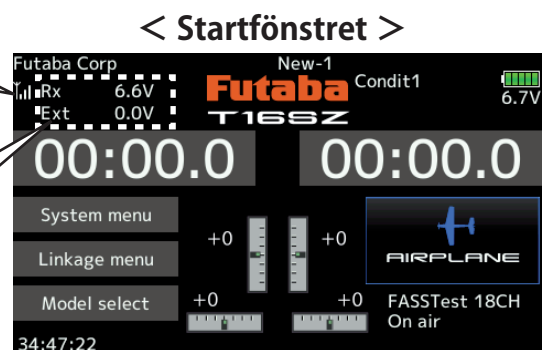 < Startfönstret >
Futaba Corp New-1
Rx 6.6V
Ext 0.0V
Futaba
T16SZ
Condit1
6.7V
00:00.0 00:00.0
System menu
Linkage menu
Model select
+0 +0
+0 +0
AIRPLANE
FASSTest 18CH
On air
34:47:22